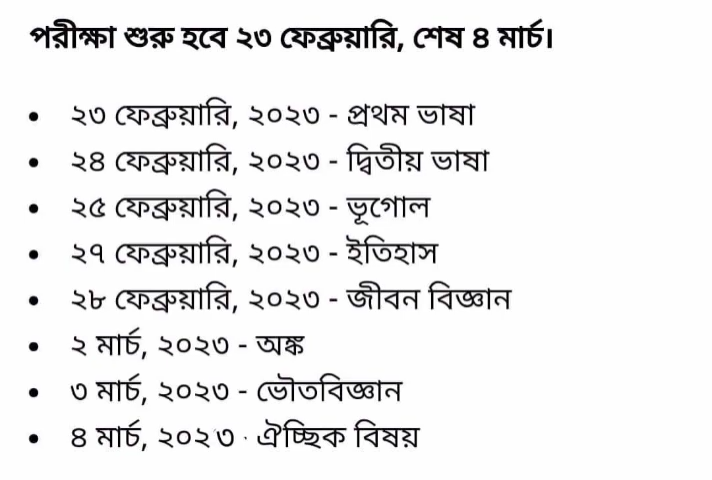 পরীক্ষা শুরু হবে ২৩ ফেব্রুয়ারি, শেষ ৪ মার্চ।
• ২৩ ফেব্রুয়ারি, ২০২৩ - প্রথম ভাষা
• ২৪ ফেব্রুয়ারি, ২০২৩ - দ্বিতীয় ভাষা
• ২৫ ফেব্রুয়ারি, ২০২৩ - ভূগোল
• ২৭ ফেব্রুয়ারি, ২০২৩ - ইতিহাস
• ২৮ ফেব্রুয়ারি, ২০২৩ - জীবন বিজ্ঞান
• ২ মার্চ, ২০২৩ - অঙ্ক
• ৩ মার্চ, ২০২৩ - ভৌতবিজ্ঞান
• ৪ মার্চ, ২০২৩ · ঐচ্ছিক বিষয়